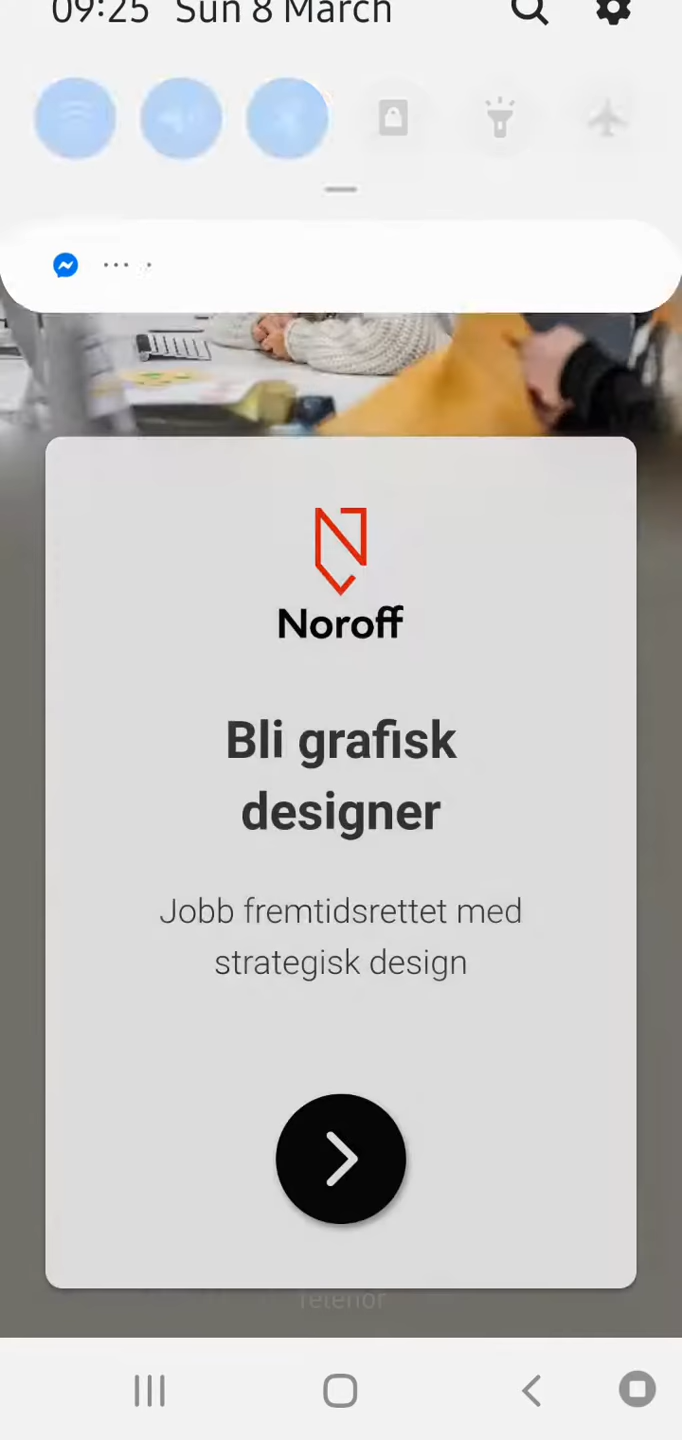 09:25 Sun 8 March
Noroff
Bli grafisk
designer
Jobb fremtidsrettet med
strategisk design
Telenor